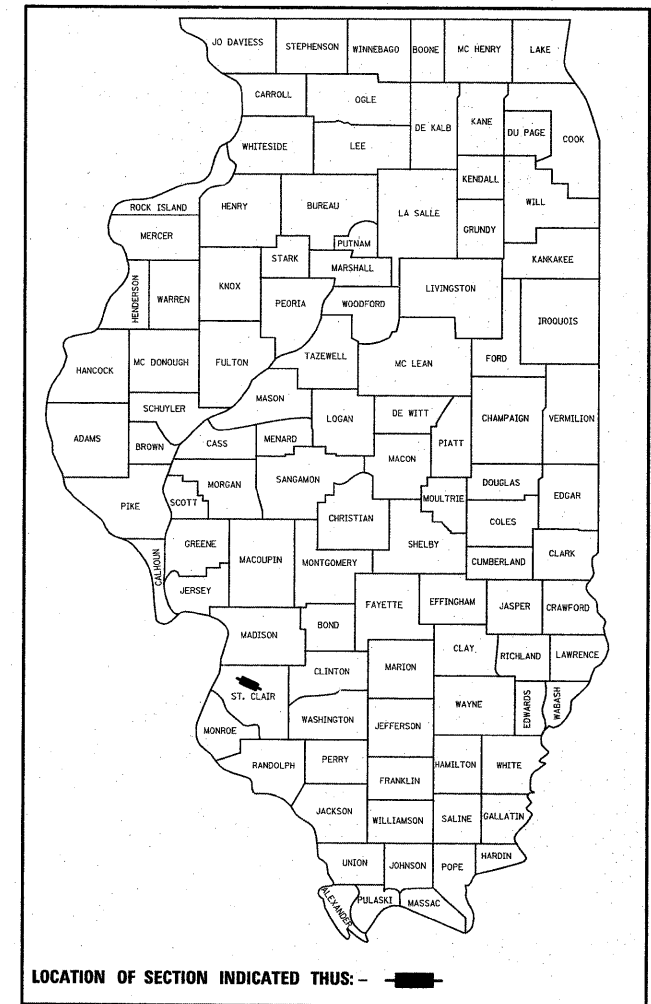 JO DAVIESS
STEPHENSON
WINNEBAGO
BOONE
MC HENRY
LAKE
CARROLL
OGLE
DE KALB
KANE
DU PAGE
COOK
WHITESIDE
LEE
KENDALL
WILL
ROCK ISLAND
HENRY
BUREAU
LA SALLE
GRUNDY
MERCER
PUTNAM
STARK
MARSHALL
KANKAKEE
HENDERSON
WARREN
KNOX
PEORIA
WOODFORD
LIVINGSTON
IROQUOIS
HANCOCK
MC DONOUGH
FULTON
TAZEWELL
MC LEAN
FORD
SCHUYLER
MASON
LOGAN
DE WITT
CHAMPAIGN
VERMILION
ADAMS
BROWN
CASS
MENARD
MACON
PIATT
PIKE
SCOTT
MORGAN
SANGAMON
CHRISTIAN
MOULTRIE
DOUGLAS
EDGAR
COLES
CALHOUN
GREENE
MACOUPIN
MONTGOMERY
SHELBY
CUMBERLAND
CLARK
JERSEY
FAYETTE
EFFINGHAM
JASPER
CRAWFORD
MADISON
BOND
CLAY
RICHLAND
LAWRENCE
ST. CLAIR
CLINTON
MARION
WAYNE
EDWARDS
WABASH
MONROE
WASHINGTON
JEFFERSON
RANDOLPH
PERRY
HAMILTON
WHITE
FRANKLIN
JACKSON
WILLIAMSON
SALINE
GALLATIN
UNION
JOHNSON
POPE
HARDIN
ALEXANDER
PULASKI
MASSAC
LOCATION OF SECTION INDICATED THUS: -